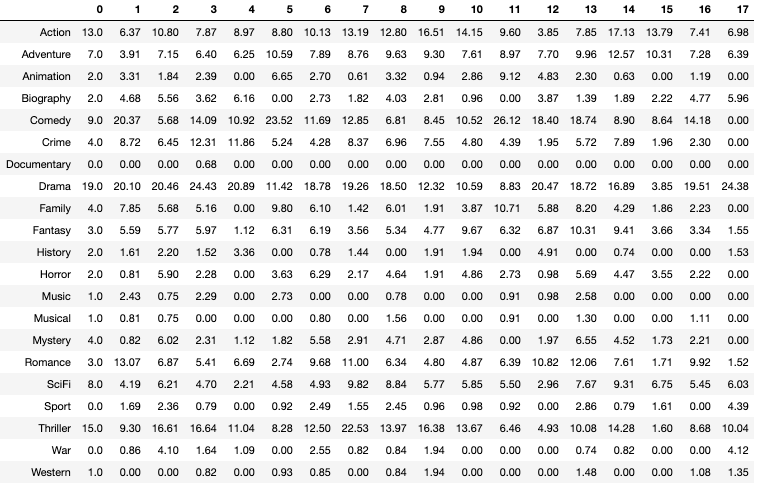 0 1 2 3 4 5 6 7 8 9 10 11 12 13 14 15 16 17
Action 13.0 6.37 10.80 7.87 8.97 8.80 10.13 13.19 12.80 16.51 14.15 9.60 3.85 7.85 17.13 13.79 7.41 6.98
Adventure 7.0 3.91 7.15 6.40 6.25 10.59 7.89 8.76 9.63 9.30 7.61 8.97 7.70 9.96 12.57 10.31 7.28 6.39
Animation 2.0 3.31 1.84 2.39 0.00 6.65 2.70 0.61 3.32 0.94 2.86 9.12 4.83 2.30 0.63 0.00 1.19 0.00
Biography 2.0 4.68 5.56 3.62 6.16 0.00 2.73 1.82 4.03 2.81 0.96 0.00 3.87 1.39 1.89 2.22 4.77 5.96
Comedy 9.0 20.37 5.68 14.09 10.92 23.52 11.69 12.85 6.81 8.45 10.52 26.12 18.40 18.74 8.90 8.64 14.18 0.00
Crime 4.0 8.72 6.45 12.31 11.86 5.24 4.28 8.37 6.96 7.55 4.80 4.39 1.95 5.72 7.89 1.96 2.30 0.00
Documentary 0.0 0.00 0.00 0.68 0.00 0.00 0.00 0.00 0.00 0.00 0.00 0.00 0.00 0.00 0.00 0.00 0.00 0.00
Drama 19.0 20.10 20.46 24.43 20.89 11.42 18.78 19.26 18.50 12.32 10.59 8.83 20.47 18.72 16.89 3.85 19.51 24.38
Family 4.0 7.85 5.68 5.16 0.00 9.80 6.10 1.42 6.01 1.91 3.87 10.71 5.88 8.20 4.29 1.86 2.23 0.00
Fantasy 3.0 5.59 5.77 5.97 1.12 6.31 6.19 3.56 5.34 4.77 9.67 6.32 6.87 10.31 9.41 3.66 3.34 1.55
History 2.0 1.61 2.20 1.52 3.36 0.00 0.78 1.44 0.00 1.91 1.94 0.00 4.91 0.00 0.74 0.00 0.00 1.53
Horror 2.0 0.81 5.90 2.28 0.00 3.63 6.29 2.17 4.64 1.91 4.86 2.73 0.98 5.69 4.47 3.55 2.22 0.00
Music 1.0 2.43 0.75 2.29 0.00 2.73 0.00 0.00 0.78 0.00 0.00 0.91 0.98 2.58 0.00 0.00 0.00 0.00
Musical 1.0 0.81 0.75 0.00 0.00 0.00 0.80 0.00 1.56 0.00 0.00 0.91 0.00 1.30 0.00 0.00 1.11 0.00
Mystery 4.0 0.82 6.02 2.31 1.12 1.82 5.58 2.91 4.71 2.87 4.86 0.00 1.97 6.55 4.52 1.73 2.21 0.00
Romance 3.0 13.07 6.87 5.41 6.69 2.74 9.68 11.00 6.34 4.80 4.87 6.39 10.82 12.06 7.61 1.71 9.92 1.52
SciFi 8.0 4.19 6.21 4.70 2.21 4.58 4.93 9.82 8.84 5.77 5.85 5.50 2.96 7.67 9.31 6.75 5.45 6.03
Sport 0.0 1.69 2.36 0.79 0.00 0.92 2.49 1.55 2.45 0.96 0.98 0.92 0.00 2.86 0.79 1.61 0.00 4.39
Thriller 15.0 9.30 16.61 16.64 11.04 8.28 12.50 22.53 13.97 16.38 13.67 6.46 4.93 10.08 14.28 1.60 8.68 10.04
War 0.0 0.86 4.10 1.64 1.09 0.00 2.55 0.82 0.84 1.94 0.00 0.00 0.00 0.74 0.82 0.00 0.00 4.12
Western 1.0 0.00 0.00 0.82 0.00 0.93 0.85 0.00 0.84 1.94 0.00 0.00 0.00 1.48 0.00 0.00 1.08 1.35